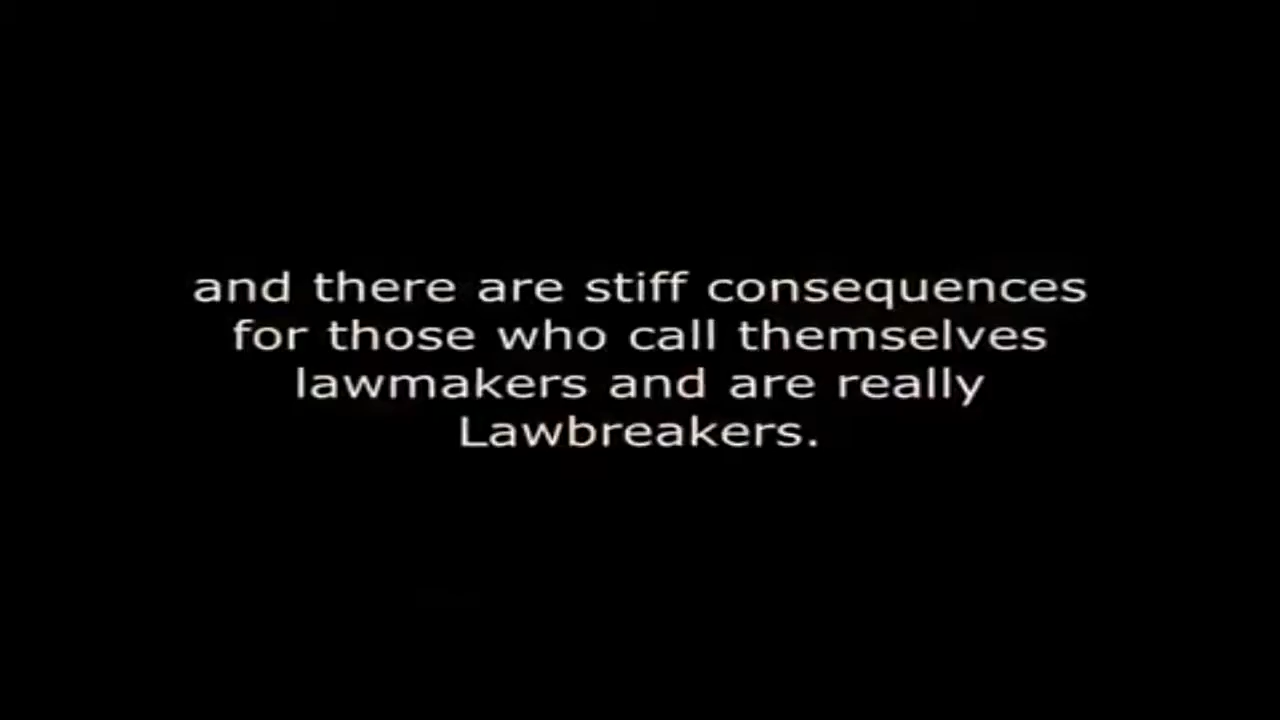 and there are stiff consequences
for those who call themselves
lawmakers and are really
Lawbreakers.